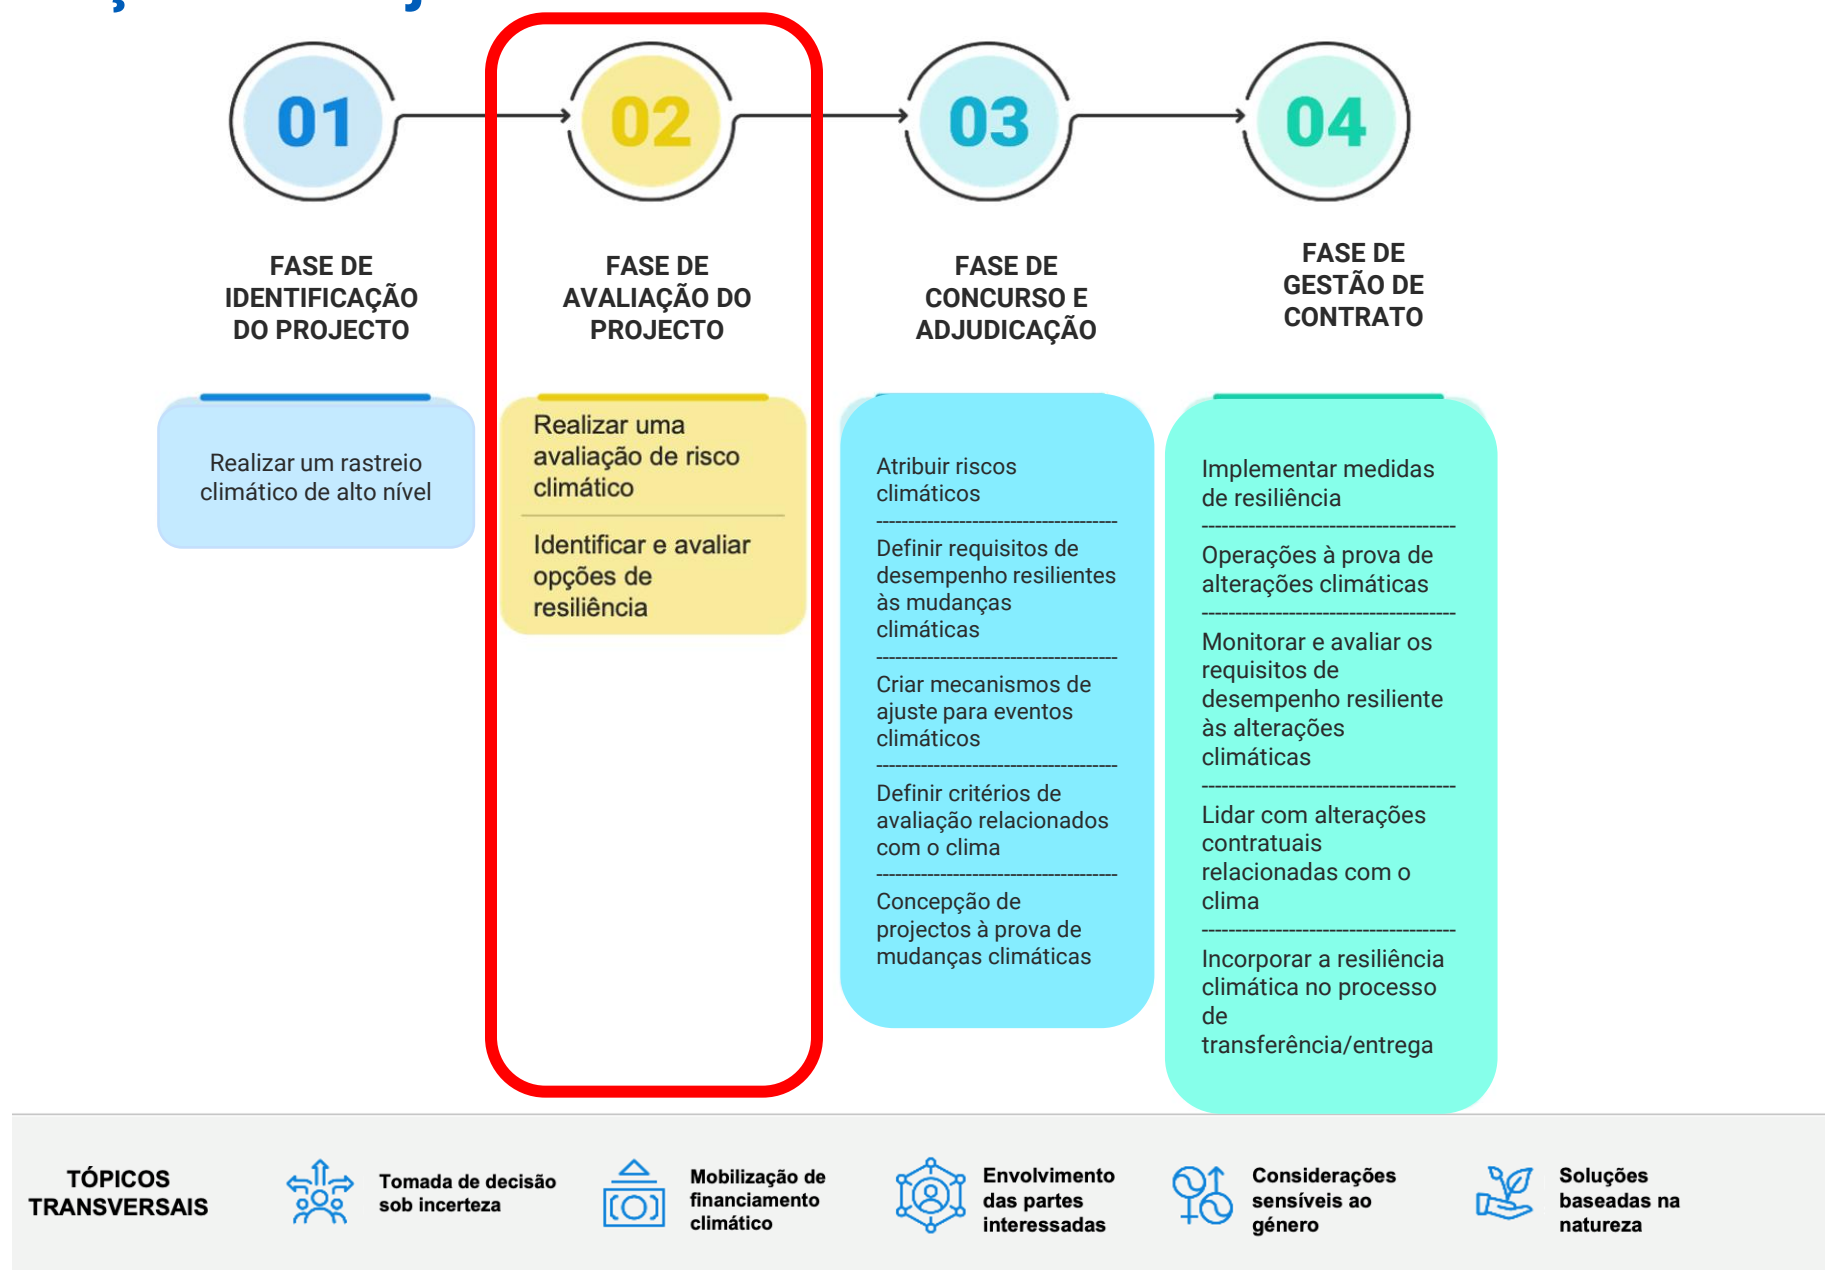 01
02
03
04
FASE DE
IDENTIFICAÇÃO
DO PROJECTO
FASE DE
AVALIAÇÃO DO
PROJECTO
FASE DE
CONCURSO E
ADJUDICAÇÃO
FASE DE
GESTÃO DE
CONTRATO
Realizar um rastreio
climático de alto nível
Realizar uma
avaliação de risco
climático
Identificar e avaliar
opções de
resiliência
Atribuir riscos
climáticos
Definir requisitos de
desempenho resilientes
às mudanças
climáticas
Criar mecanismos de
ajuste para eventos
climáticos
Definir critérios de
avaliação relacionados
com o clima
Concepção de
projectos à prova de
mudanças climáticas
Implementar medidas
de resiliência
Operações à prova de
alterações climáticas
Monitorar e avaliar os
requisitos de
desempenho resiliente
às alterações
climáticas
Lidar com alterações
contratuais
relacionadas com o
clima
Incorporar a resiliência
climática no processo
de
transferência/entrega
TÓPICOS
TRANSVERSAIS
Tomada de decisão
sob incerteza
Mobilização de
financiamento
climático
Envolvimento
das partes
interessadas
Considerações
sensíveis ao
género
Soluções
baseadas na
natureza